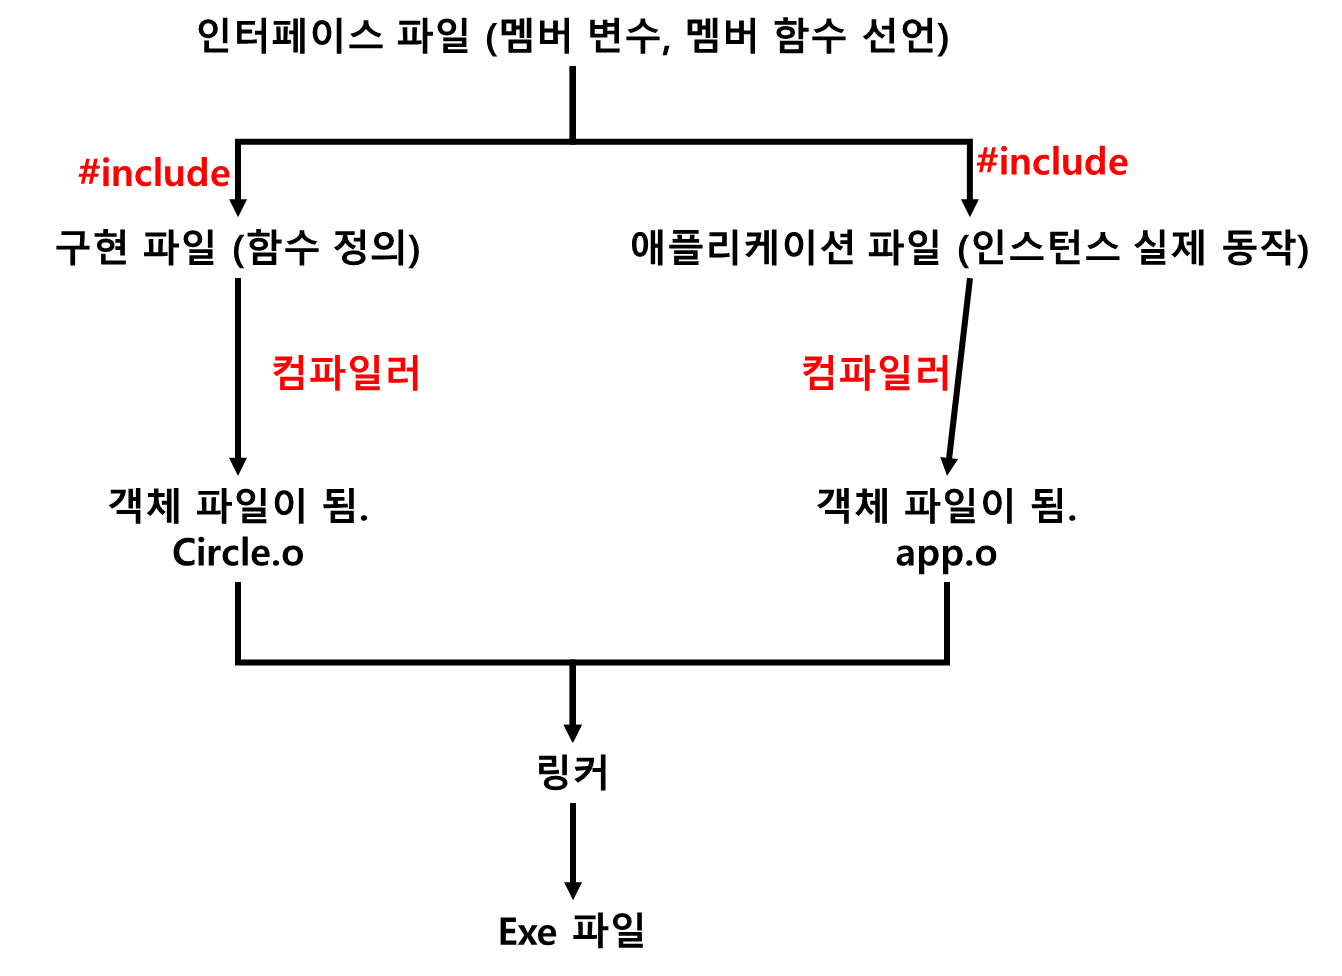 인터페이스 파일 (멤버 변수, 멤버 함수 선언)
#include
#include
구현 파일 (함수 정의)
애플리케이션 파일 (인스턴스 실제 동작)
컴파일러
컴파일러
객체 파일이 됨.
Circle.o
객체 파일이 됨.
app.o
링커
Exe 파일